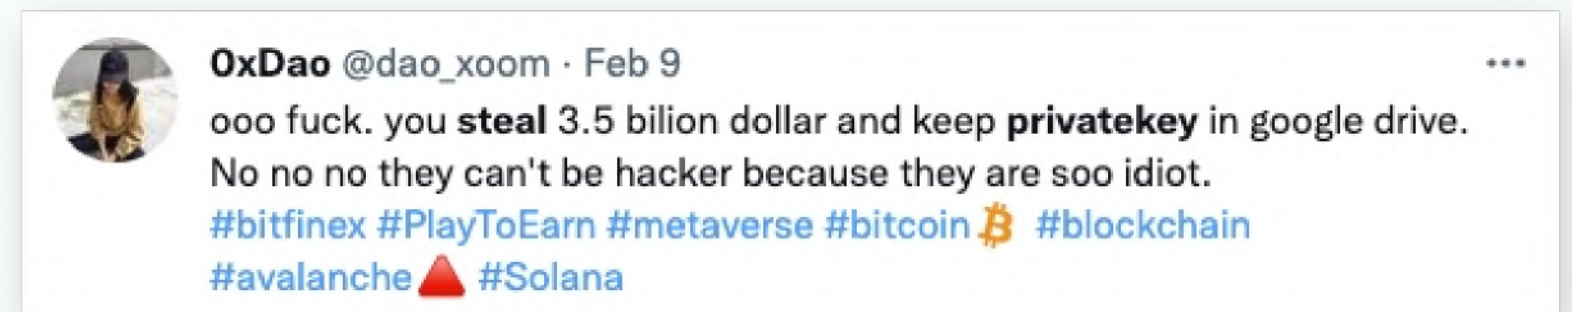 0xDao @dao_xoom · Feb 9
ooo fuck. you steal 3.5 bilion dollar and keep privatekey in google drive.
No no no they can't be hacker because they are soo idiot.
#bitfinex #PlayToEarn #metaverse #bitcoin #blockchain
#avalanche🔺 #Solana